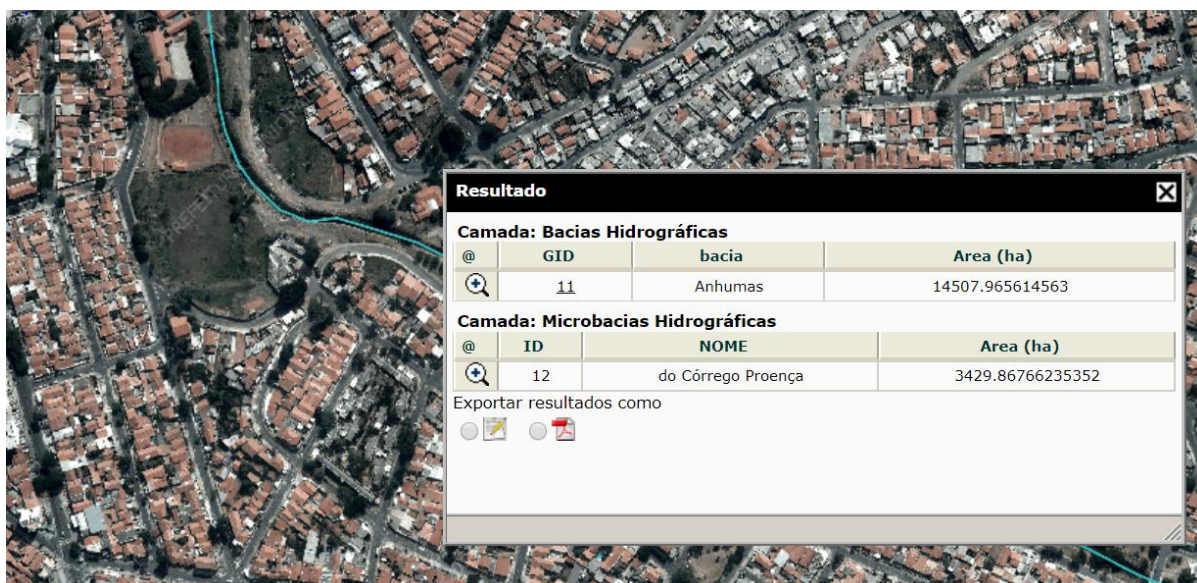 Resultado
Camada: Bacias Hidrográficas
@ GID bacia Area (ha)
11 Anhumas 14507.965614563
Camada: Microbacias Hidrográficas
@ ID NOME Area (ha)
12 do Córrego Proença 3429.86766235352
Exportar resultados como